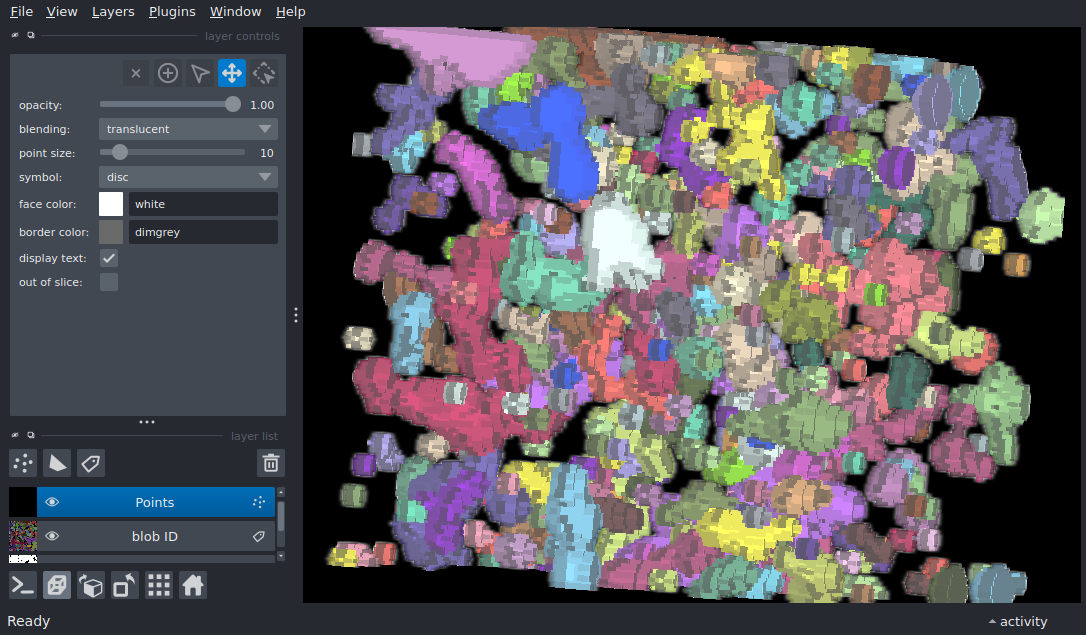 File View Layers Plugins Window Help
layer controls
opacity: 1.00
blending: translucent
point size: 10
symbol: disc
face color: white
border color: dimgrey
display text:
out of slice:
layer list
Points
blob ID
Ready activity